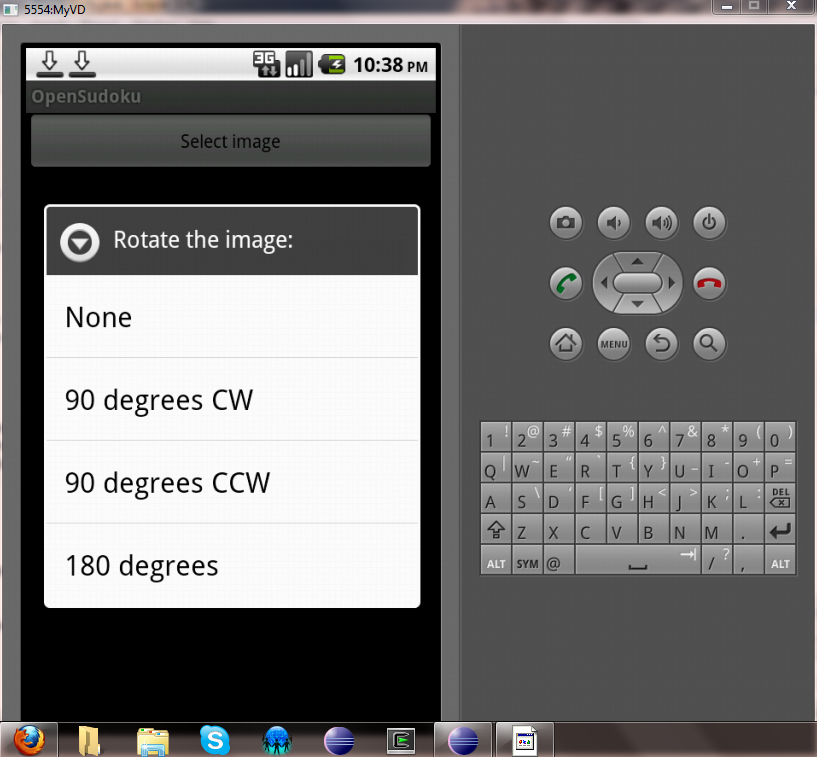 5554:MyVD
3G
10:38 PM
OpenSudoku
Select image
Rotate the image:
None
90 degrees CW
90 degrees CCW
180 degrees
MENU
1 ! 2 @ 3 # 4 $ 5 % 6 ^ 7 & 8 * 9 ( 0 )
Q | W ~ E “ R ` T { Y } U _ I - O + P =
A S \ D ‘ F [ G ] H < J > K ; L : DEL
Z X C V B N M .
ALT SYM @ / ? , ALT